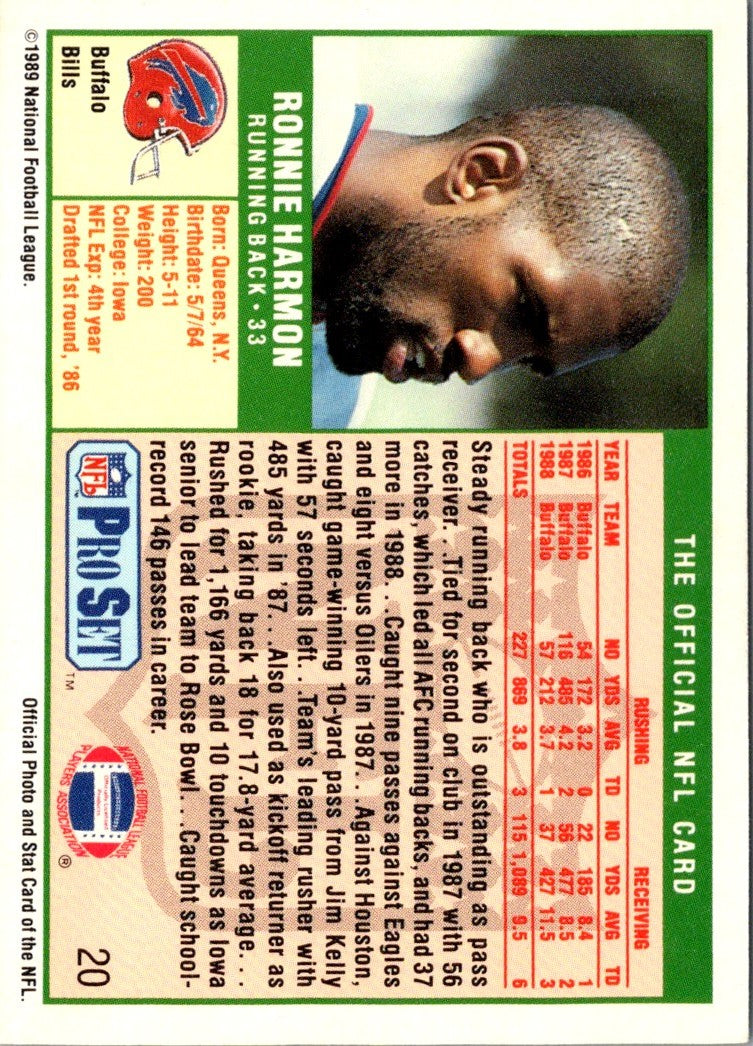 THE OFFICIAL NFL CARD
RONNIE HARMON
RUNNING BACK • 33
Buffalo
Bills
Born: Queens, N.Y.
Birthdate: 5/7/64
Height: 5-11
Weight: 200
College: Iowa
NFL Exp: 4th year
Drafted 1st round, '86
RUSHING RECEIVING
YEAR TEAM NO YDS AVG TD NO YDS AVG TD
1986 Buffalo 54 172 3.2 0 22 185 8.4 1
1987 Buffalo 116 485 4.2 2 56 477 8.5 2
1988 Buffalo 57 212 3.7 1 37 427 11.5 3
TOTALS 227 869 3.8 3 115 1,089 9.5 6
Steady running back who is outstanding as pass
receiver. . .Tied for second on club in 1987 with 56
catches, which led all AFC running backs, and had 37
more in 1988. . .Caught nine passes against Eagles
and eight versus Oilers in 1987. . .Against Houston,
caught game-winning 10-yard pass from Jim Kelly
with 57 seconds left. . .Team's leading rusher with
485 yards in '87. . .Also used as kickoff returner as
rookie, taking back 18 for 17.8-yard average. . .
Rushed for 1,166 yards and 10 touchdowns as Iowa
senior to lead team to Rose Bowl. . .Caught school-
record 146 passes in career.
NFL PRO SET ™
NATIONAL FOOTBALL LEAGUE
PLAYERS ASSOCIATION
Officially Licensed
Product
®
20
©1989 National Football League.
Official Photo and Stat Card of the NFL.